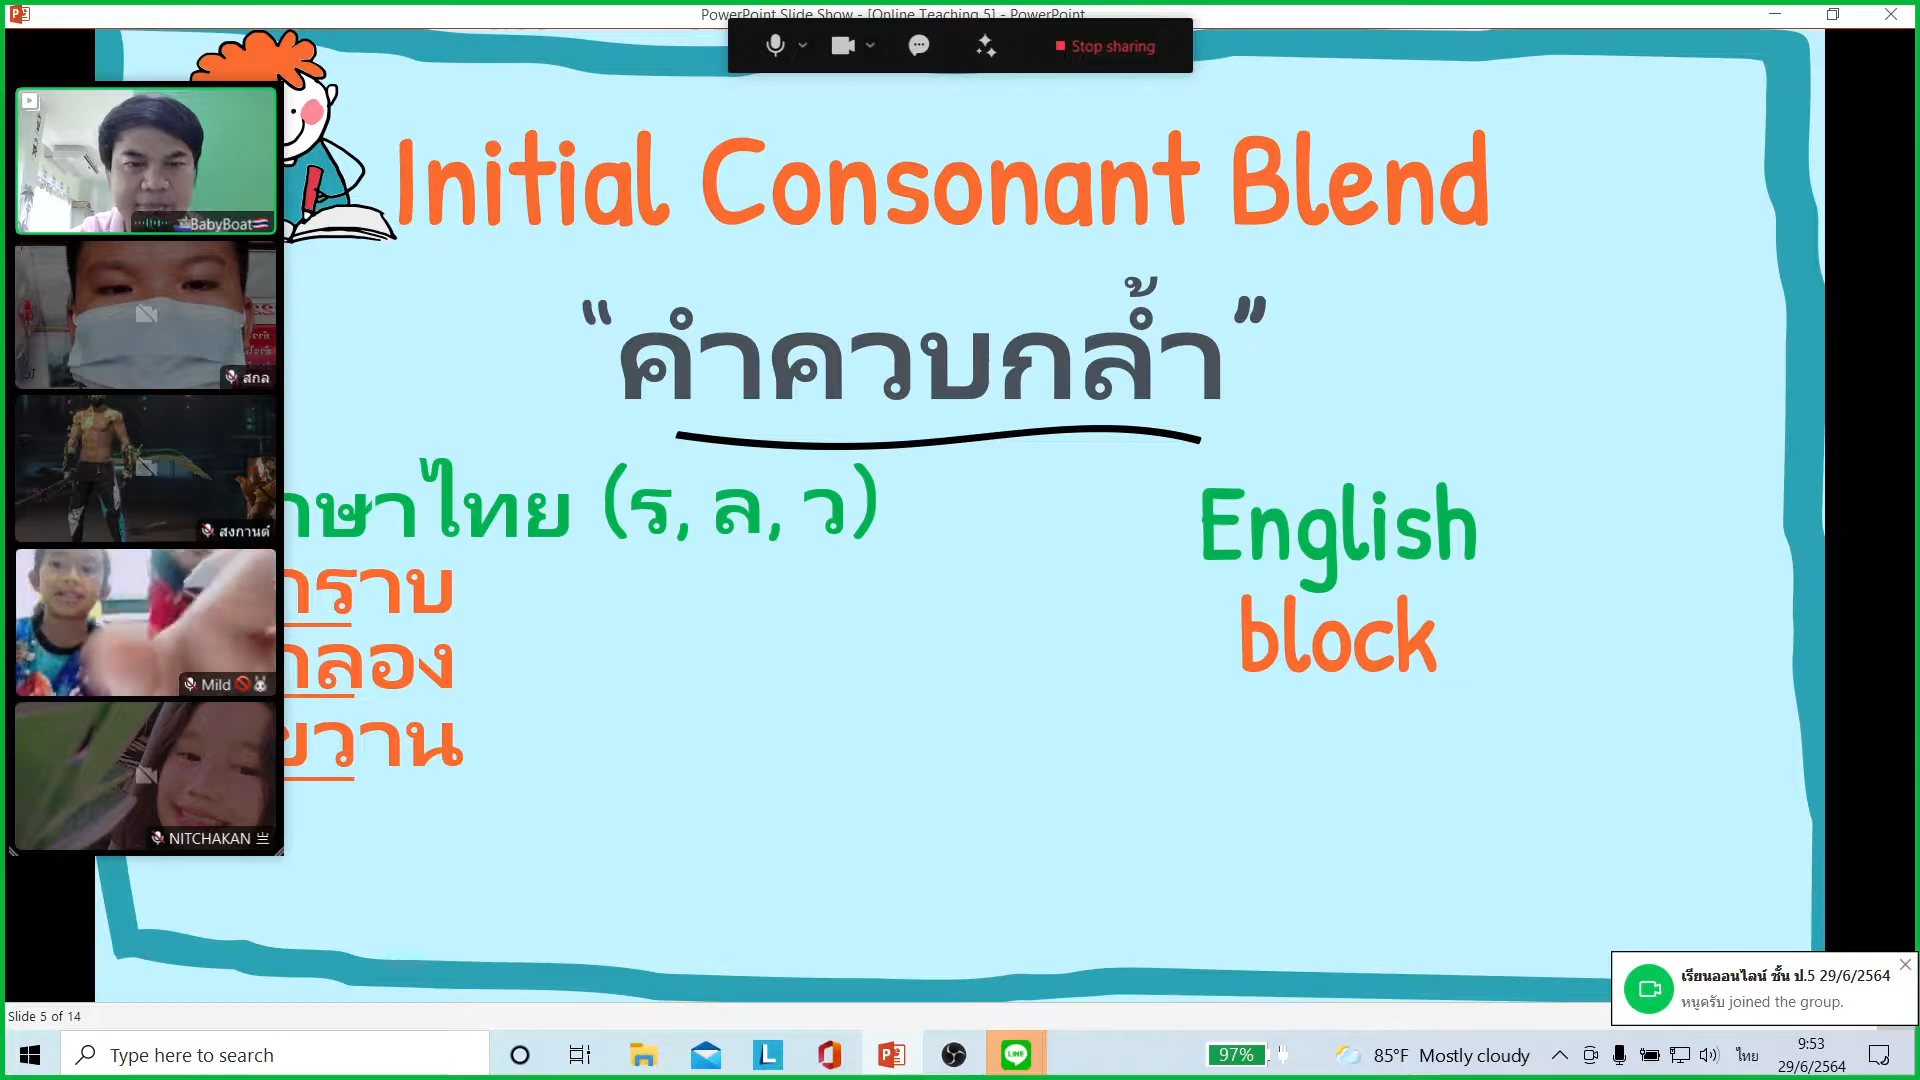 PowerPoint Slide Show - [Online Teaching 5] - PowerPoint
Stop sharing
Initial Consonant Blend
“คำควบกล้ำ”
าษาไทย (ร, ล, ว)
English
กราบ
block
กลอง
ขวาน
BabyBoat
สกล
สงกานต์
Mild
NITCHAKAN
เรียนออนไลน์ ชั้น ป.5 29/6/2564
หนูครับ joined the group.
Slide 5 of 14
Type here to search
97%
85°F Mostly cloudy
ไทย
9:53
29/6/2564